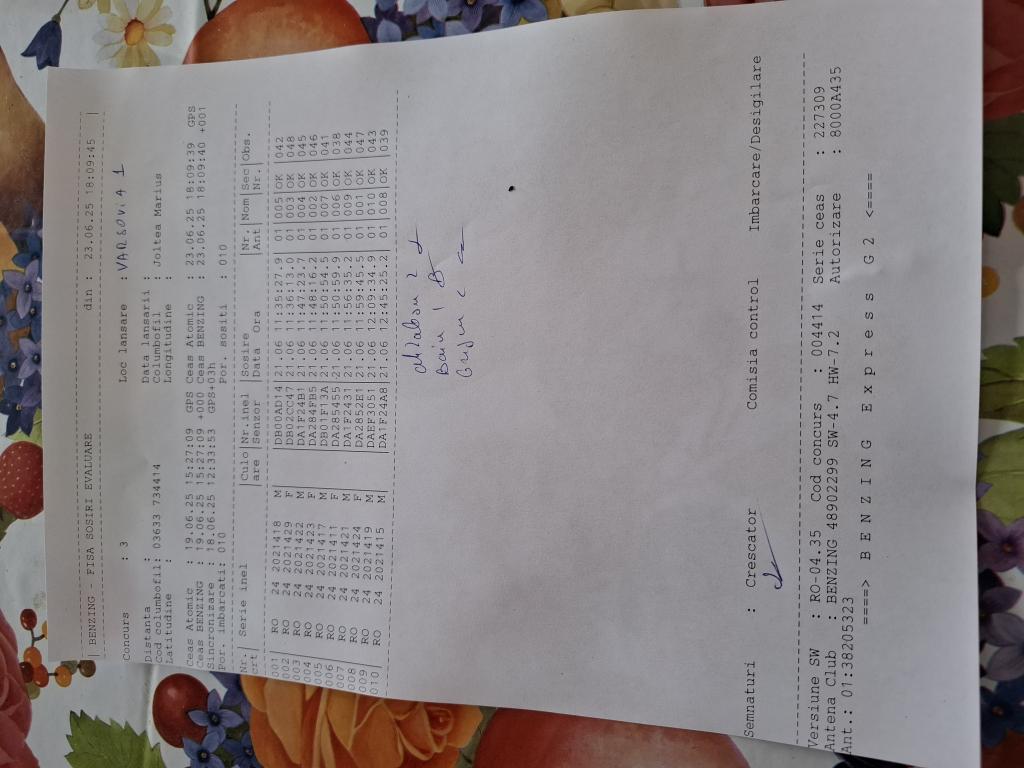 | BENZING FISA SOSIRI EVALUARE din : 23.06.25 18:09:45 |
Concurs : 3 Loc lansare : VARSOVIA 1
Distanta : Data lansarii :
Cod columbofil: 03633 734414 Columbofil : Joltea Marius
Latitudine : Longitudine :
Ceas Atomic : 19.06.25 15:27:09 GPS Ceas Atomic : 23.06.25 18:09:39 GPS
Ceas BENZING : 19.06.25 15:27:09 +000 Ceas BENZING : 23.06.25 18:09:40 +001
Sincronizare : 18.06.25 12:33:53 GPS+03h
Por. imbarcati: 010 Por. sositi : 010
Nr.| Serie inel |Culo|Nr.inel |Sosire |Nr |Nom|Sec|Obs.
crt| |are |Senzor |Data Ora |Ant| |Nr.|
001| RO 24 2021418 M |DB00AD14|21.06 11:35:27.9| 01 |005|OK |042
002| RO 24 2021429 F |DB02CC47|21.06 11:36:13.0| 01 |003|OK |048
003| RO 24 2021422 M |DA1F24B1|21.06 11:47:23.7| 01 |004|OK |045
004| RO 24 2021423 F |DA284FB5|21.06 11:48:16.2| 01 |002|OK |046
005| RO 24 2021417 M |DB01F13A|21.06 11:50:54.5| 01 |007|OK |041
006| RO 24 2021411 F |DA285455|21.06 11:50:59.5| 01 |006|OK |038
007| RO 24 2021421 M |DA1F2437|21.06 11:56:35.2| 01 |009|OK |044
008| RO 24 2021424 F |DA2852E1|21.06 11:59:45.5| 01 |001|OK |047
009| RO 24 2021419 M |DAEF3051|21.06 12:09:34.9| 01 |010|OK |043
010| RO 24 2021415 M |DA1F24A8|21.06 12:45:25.2| 01 |008|OK |039
Semnaturi : Crescator Comisia control Imbarcare/Desigilare
Versiune SW : RO-04.35 Cod concurs : 004414 Serie ceas : 227309
Antena Club : BENZING 48902299 SW-4.7 HW-7.2 Autorizare : 8000A435
Ant.: 01:38205323
====> B E N Z I N G E x p r e s s G 2 <====